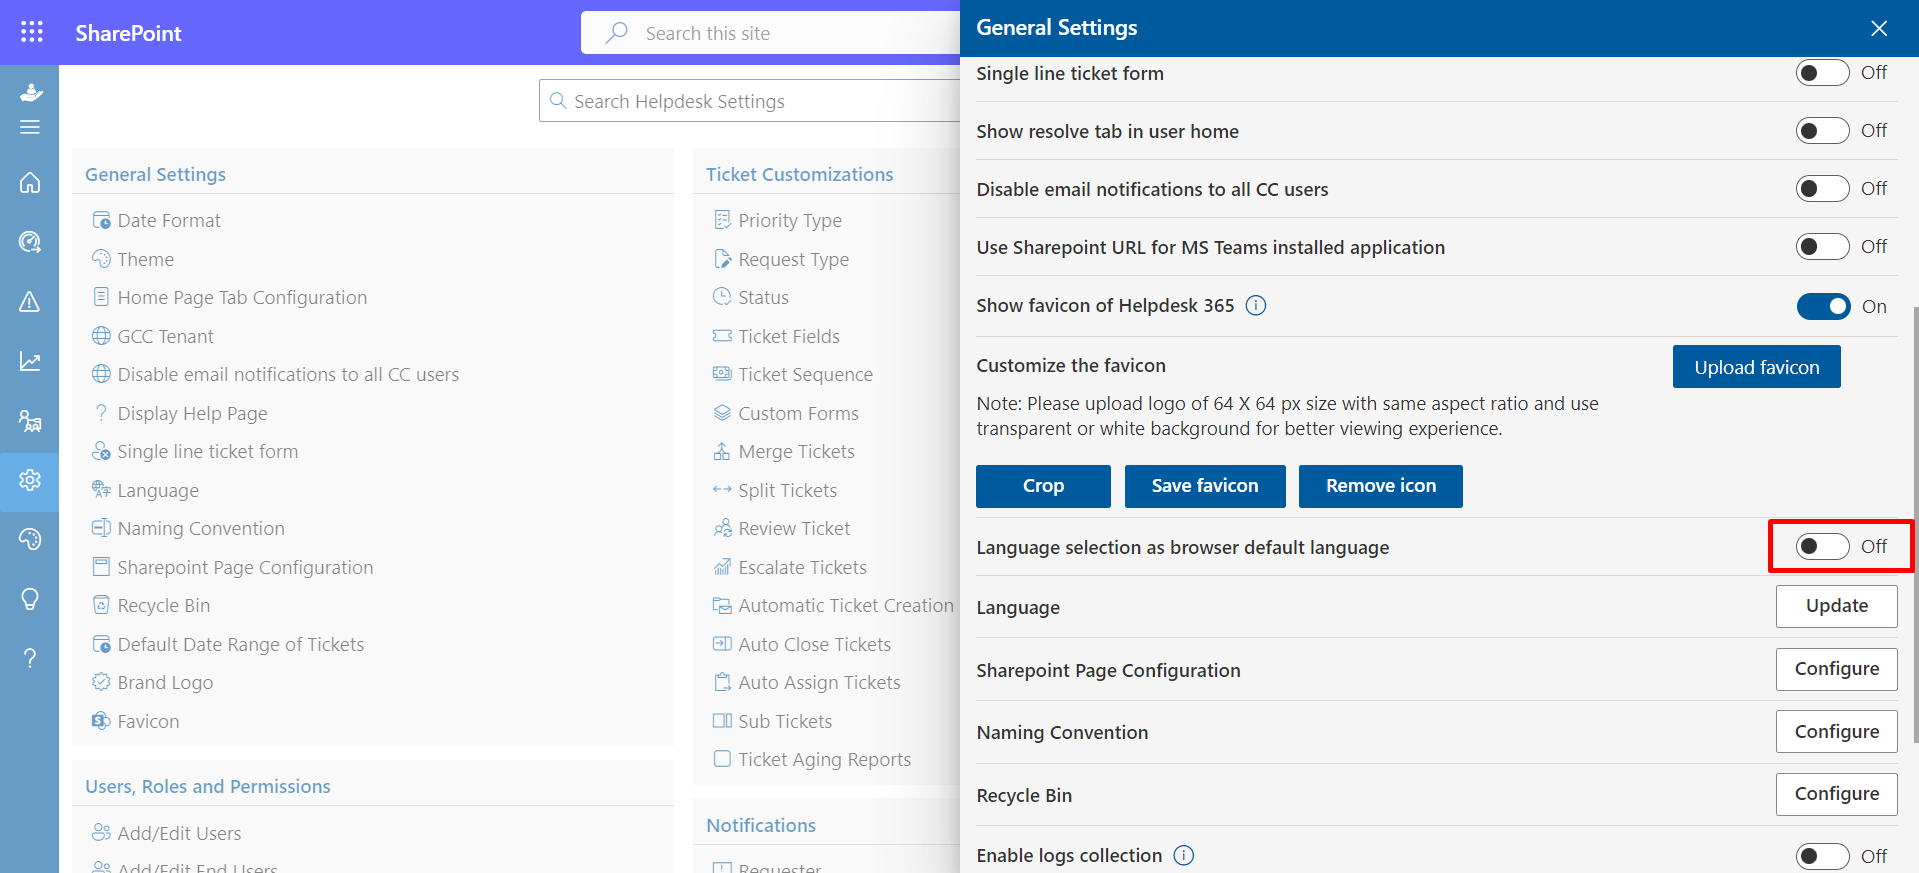 SharePoint
Search this site
Search Helpdesk Settings
General Settings
Date Format
Theme
Home Page Tab Configuration
GCC Tenant
Disable email notifications to all CC users
Display Help Page
Single line ticket form
Language
Naming Convention
Sharepoint Page Configuration
Recycle Bin
Default Date Range of Tickets
Brand Logo
Favicon
Users, Roles and Permissions
Add/Edit Users
Add/Edit End Users
Ticket Customizations
Priority Type
Request Type
Status
Ticket Fields
Ticket Sequence
Custom Forms
Merge Tickets
Split Tickets
Review Ticket
Escalate Tickets
Automatic Ticket Creation
Auto Close Tickets
Auto Assign Tickets
Sub Tickets
Ticket Aging Reports
Notifications
Requester
General Settings
Single line ticket form Off
Show resolve tab in user home Off
Disable email notifications to all CC users Off
Use Sharepoint URL for MS Teams installed application Off
Show favicon of Helpdesk 365 On
Customize the favicon Upload favicon
Note: Please upload logo of 64 X 64 px size with same aspect ratio and use
transparent or white background for better viewing experience.
Crop Save favicon Remove icon
Language selection as browser default language Off
Language Update
Sharepoint Page Configuration Configure
Naming Convention Configure
Recycle Bin Configure
Enable logs collection Off